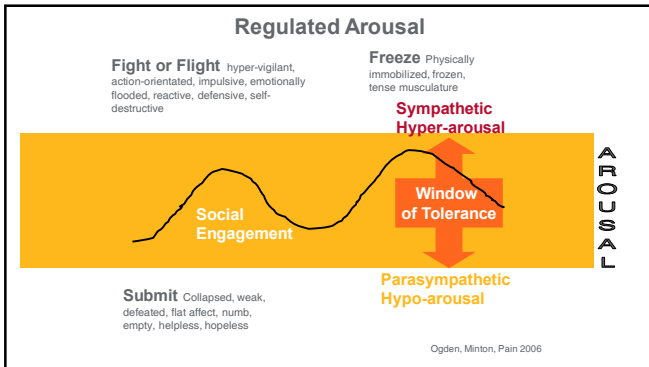 Regulated Arousal
Fight or Flight hyper-vigilant,
action-orientated, impulsive, emotionally
flooded, reactive, defensive, self-
destructive
Freeze Physically
immobilized, frozen,
tense musculature
Sympathetic
Hyper-arousal
Social
Engagement
Window
of Tolerance
AROUSAL
Parasympathetic
Hypo-arousal
Submit Collapsed, weak,
defeated, flat affect, numb,
empty, helpless, hopeless
Ogden, Minton, Pain 2006